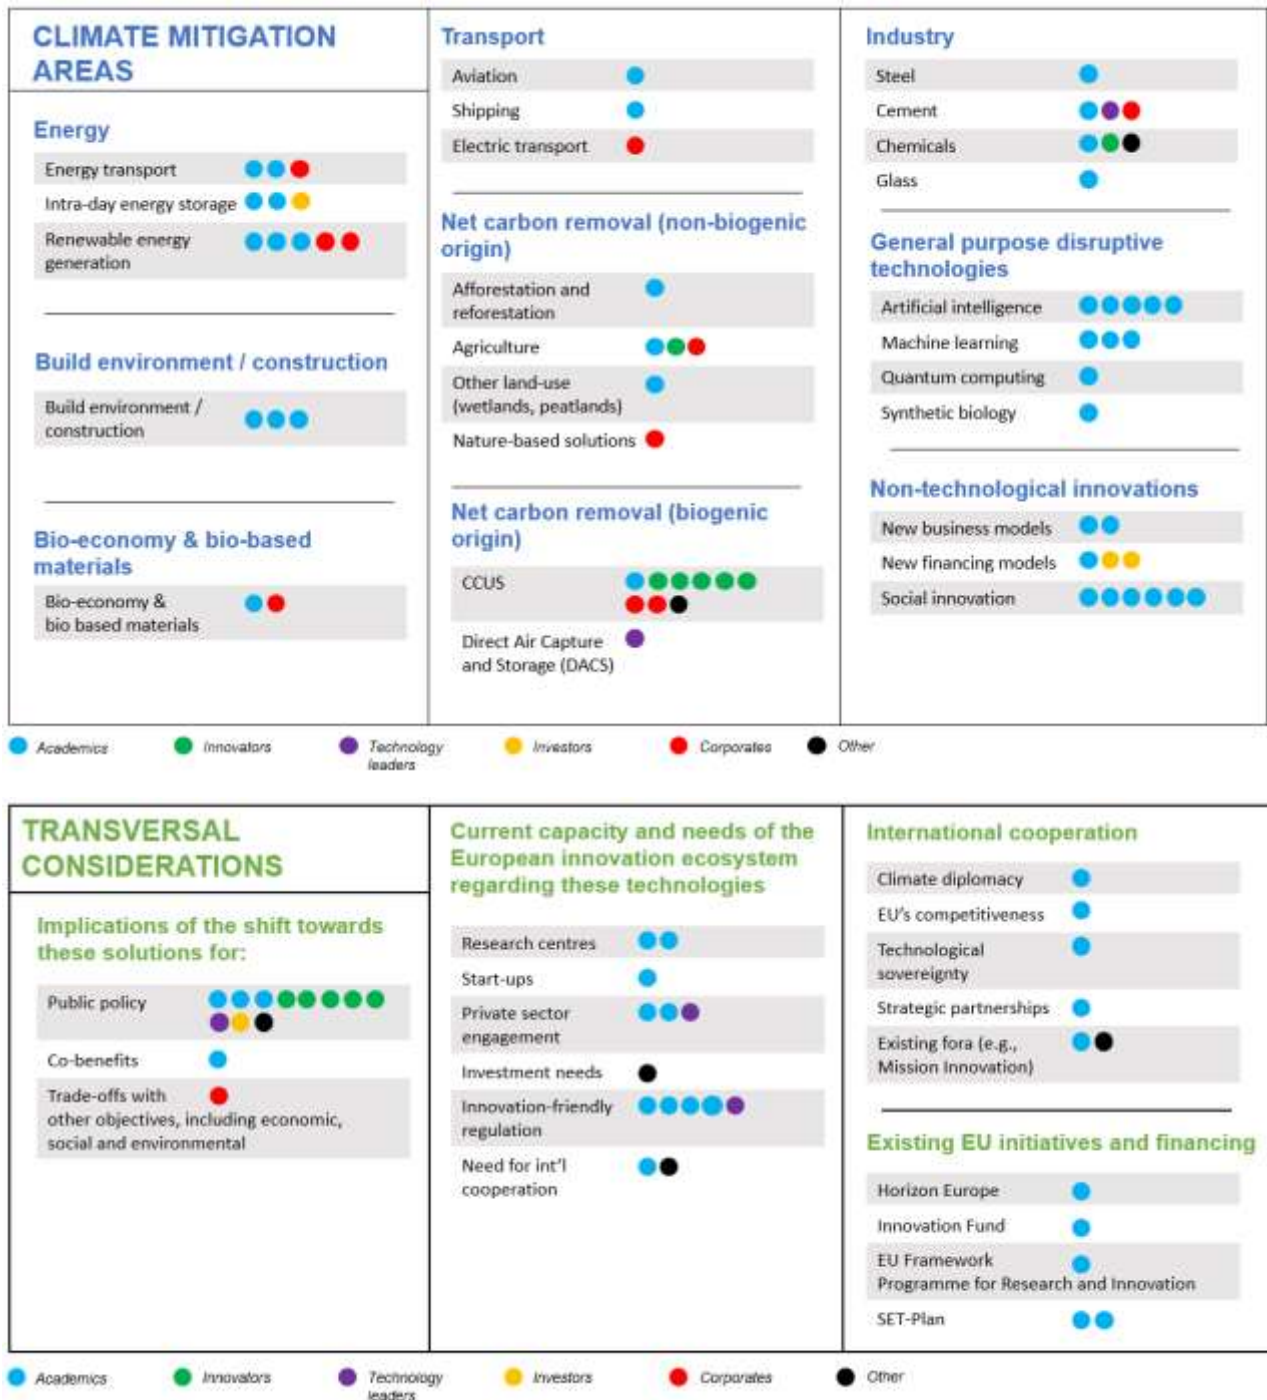 CLIMATE MITIGATION
AREAS
Energy
Energy transport
Intra-day energy storage
Renewable energy
generation
Build environment / construction
Build environment /
construction
Bio-economy & bio-based
materials
Bio-economy &
bio based materials
Transport
Aviation
Shipping
Electric transport
Net carbon removal (non-biogenic
origin)
Afforestation and
reforestation
Agriculture
Other land-use
(wetlands, peatlands)
Nature-based solutions
Net carbon removal (biogenic
origin)
CCUS
Direct Air Capture
and Storage (DACS)
Industry
Steel
Cement
Chemicals
Glass
General purpose disruptive
technologies
Artificial intelligence
Machine learning
Quantum computing
Synthetic biology
Non-technological innovations
New business models
New financing models
Social innovation
Academics
Innovators
Technology
leaders
Investors
Corporates
Other
TRANSVERSAL
CONSIDERATIONS
Implications of the shift towards
these solutions for:
Public policy
Co-benefits
Trade-offs with
other objectives, including economic,
social and environmental
Current capacity and needs of the
European innovation ecosystem
regarding these technologies
Research centres
Start-ups
Private sector
engagement
Investment needs
Innovation-friendly
regulation
Need for int'l
cooperation
International cooperation
Climate diplomacy
EU's competitiveness
Technological
sovereignty
Strategic partnerships
Existing fora (e.g.,
Mission Innovation)
Existing EU initiatives and financing
Horizon Europe
Innovation Fund
EU Framework
Programme for Research and Innovation
SET-Plan
Academics
Innovators
Technology
leaders
Investors
Corporates
Other